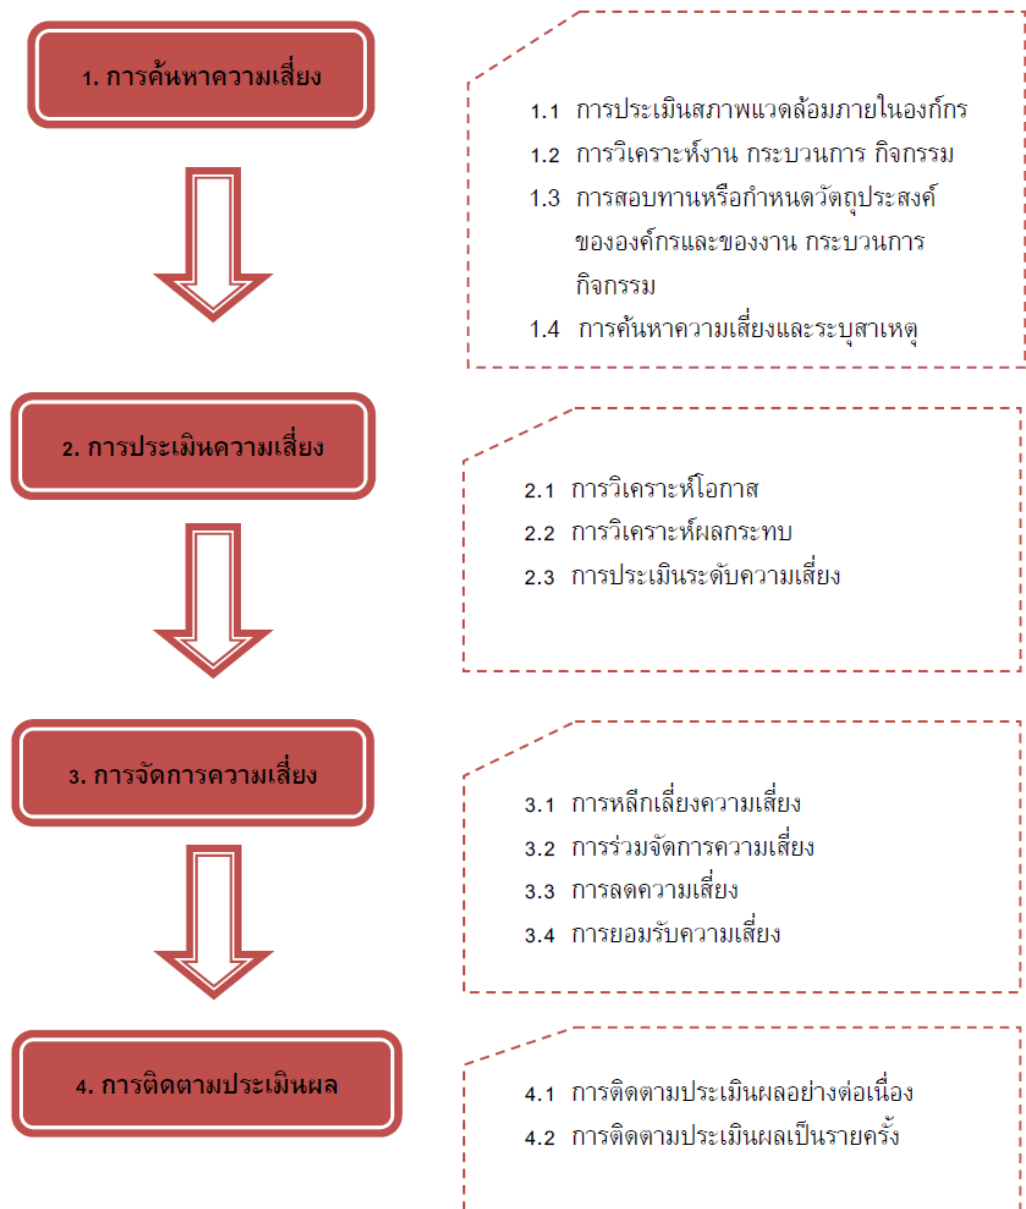 1. การค้นหาความเสี่ยง
1.1 การประเมินสภาพแวดล้อมภายในองก์กร
1.2 การวิเคราะห์งาน กระบวนการ กิจกรรม
1.3 การสอบทานหรือกำหนดวัตถุประสงค์
ขององค์กรและของงาน กระบวนการ
กิจกรรม
1.4 การค้นหาความเสี่ยงและระบุสาเหตุ
2. การประเมินความเสี่ยง
2.1 การวิเคราะห์โอกาส
2.2 การวิเคราะห์ผลกระทบ
2.3 การประเมินระดับความเสี่ยง
3. การจัดการความเสี่ยง
3.1 การหลีกเลี่ยงความเสี่ยง
3.2 การร่วมจัดการความเสี่ยง
3.3 การลดความเสี่ยง
3.4 การยอมรับความเสี่ยง
4. การติดตามประเมินผล
4.1 การติดตามประเมินผลอย่างต่อเนื่อง
4.2 การติดตามประเมินผลเป็นรายครั้ง